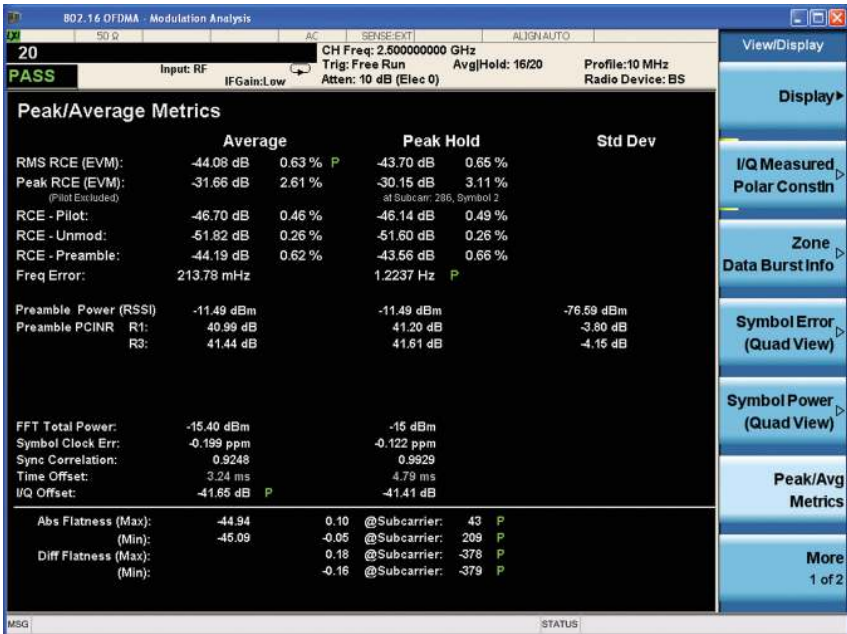 802.16 OFDMA - Modulation Analysis
50 Ω AC SENSE:EXT ALIGN AUTO
20
CH Freq: 2.500000000 GHz
PASS Input: RF Trig: Free Run Avg|Hold: 16/20 Profile:10 MHz
IFGain:Low Atten: 10 dB (Elec 0) Radio Device: BS
Peak/Average Metrics
Average Peak Hold Std Dev
RMS RCE (EVM): -44.08 dB 0.63 % P -43.70 dB 0.65 %
Peak RCE (EVM): -31.66 dB 2.61 % -30.15 dB 3.11 %
(Pilot Excluded) at Subcarr: 286, Symbol 2
RCE - Pilot: -46.70 dB 0.46 % -46.14 dB 0.49 %
RCE - Unmod: -51.82 dB 0.26 % -51.60 dB 0.26 %
RCE - Preamble: -44.19 dB 0.62 % -43.56 dB 0.66 %
Freq Error: 213.78 mHz 1.2237 Hz P
Preamble Power (RSSI) -11.49 dBm -11.49 dBm -76.59 dBm
Preamble PCINR R1: 40.99 dB 41.20 dB -3.80 dB
R3: 41.44 dB 41.61 dB -4.15 dB
FFT Total Power: -15.40 dBm -15 dBm
Symbol Clock Err: -0.199 ppm -0.122 ppm
Sync Correlation: 0.9248 0.9929
Time Offset: 3.24 ms 4.79 ms
I/Q Offset: -41.65 dB P -41.41 dB
Abs Flatness (Max): -44.94 0.10 @Subcarrier: 43 P
(Min): -45.09 -0.05 @Subcarrier: 209 P
Diff Flatness (Max): 0.18 @Subcarrier: -378 P
(Min): -0.16 @Subcarrier: -379 P
View/Display
Display
I/Q Measured
Polar Constln
Zone
Data Burst Info
Symbol Error
(Quad View)
Symbol Power
(Quad View)
Peak/Avg
Metrics
More
1 of 2
MSG STATUS